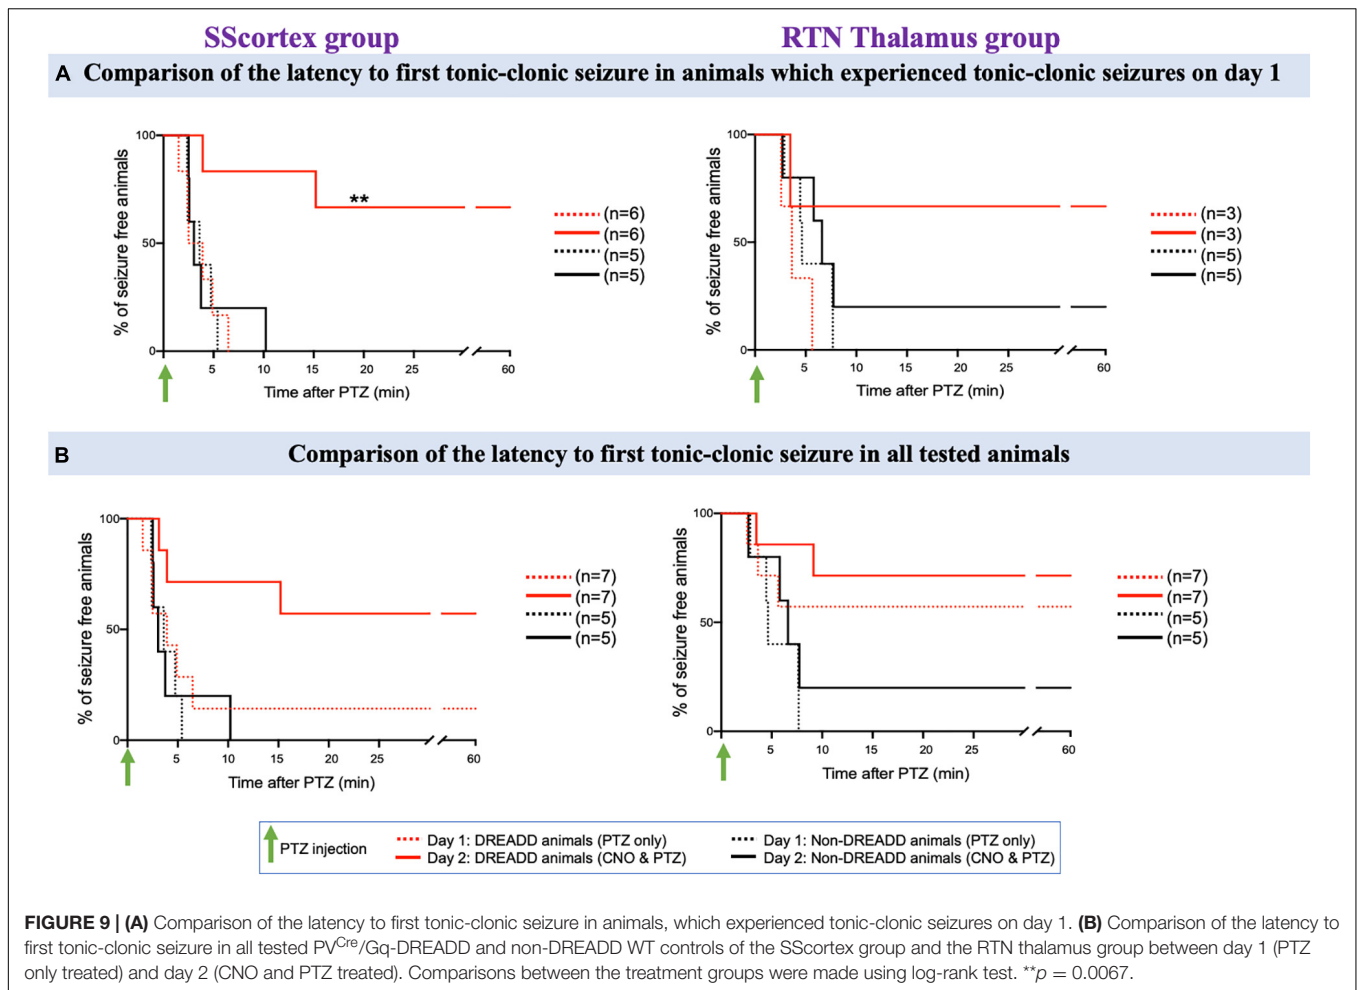 SScortex group
RTN Thalamus group
A Comparison of the latency to first tonic-clonic seizure in animals which experienced tonic-clonic seizures on day 1
% of seizure free animals
100
50
0
**
5 10 15 20 25 60
Time after PTZ (min)
(n=6)
(n=6)
(n=5)
(n=5)
% of seizure free animals
100
50
0
5 10 15 20 25 60
Time after PTZ (min)
(n=3)
(n=3)
(n=5)
(n=5)
B Comparison of the latency to first tonic-clonic seizure in all tested animals
% of seizure free animals
100
50
0
5 10 15 20 25 60
Time after PTZ (min)
(n=7)
(n=7)
(n=5)
(n=5)
% of seizure free animals
100
50
0
5 10 15 20 25 60
Time after PTZ (min)
(n=7)
(n=7)
(n=5)
(n=5)
PTZ injection
Day 1: DREADD animals (PTZ only)
Day 2: DREADD animals (CNO & PTZ)
Day 1: Non-DREADD animals (PTZ only)
Day 2: Non-DREADD animals (CNO & PTZ)
FIGURE 9 | (A) Comparison of the latency to first tonic-clonic seizure in animals, which experienced tonic-clonic seizures on day 1. (B) Comparison of the latency to
first tonic-clonic seizure in all tested PVCre/Gq-DREADD and non-DREADD WT controls of the SScortex group and the RTN thalamus group between day 1 (PTZ
only treated) and day 2 (CNO and PTZ treated). Comparisons between the treatment groups were made using log-rank test. **p = 0.0067.